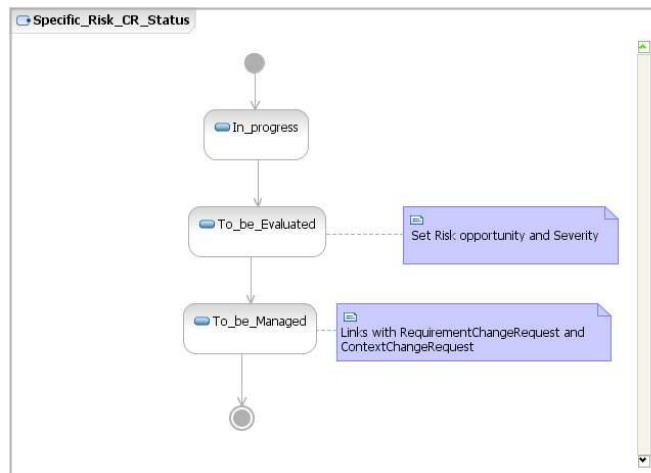 Specific_Risk_CR_Status
In_progress
To_be_Evaluated
Set Risk opportunity and Severity
To_be_Managed
Links with RequirementChangeRequest and
ContextChangeRequest